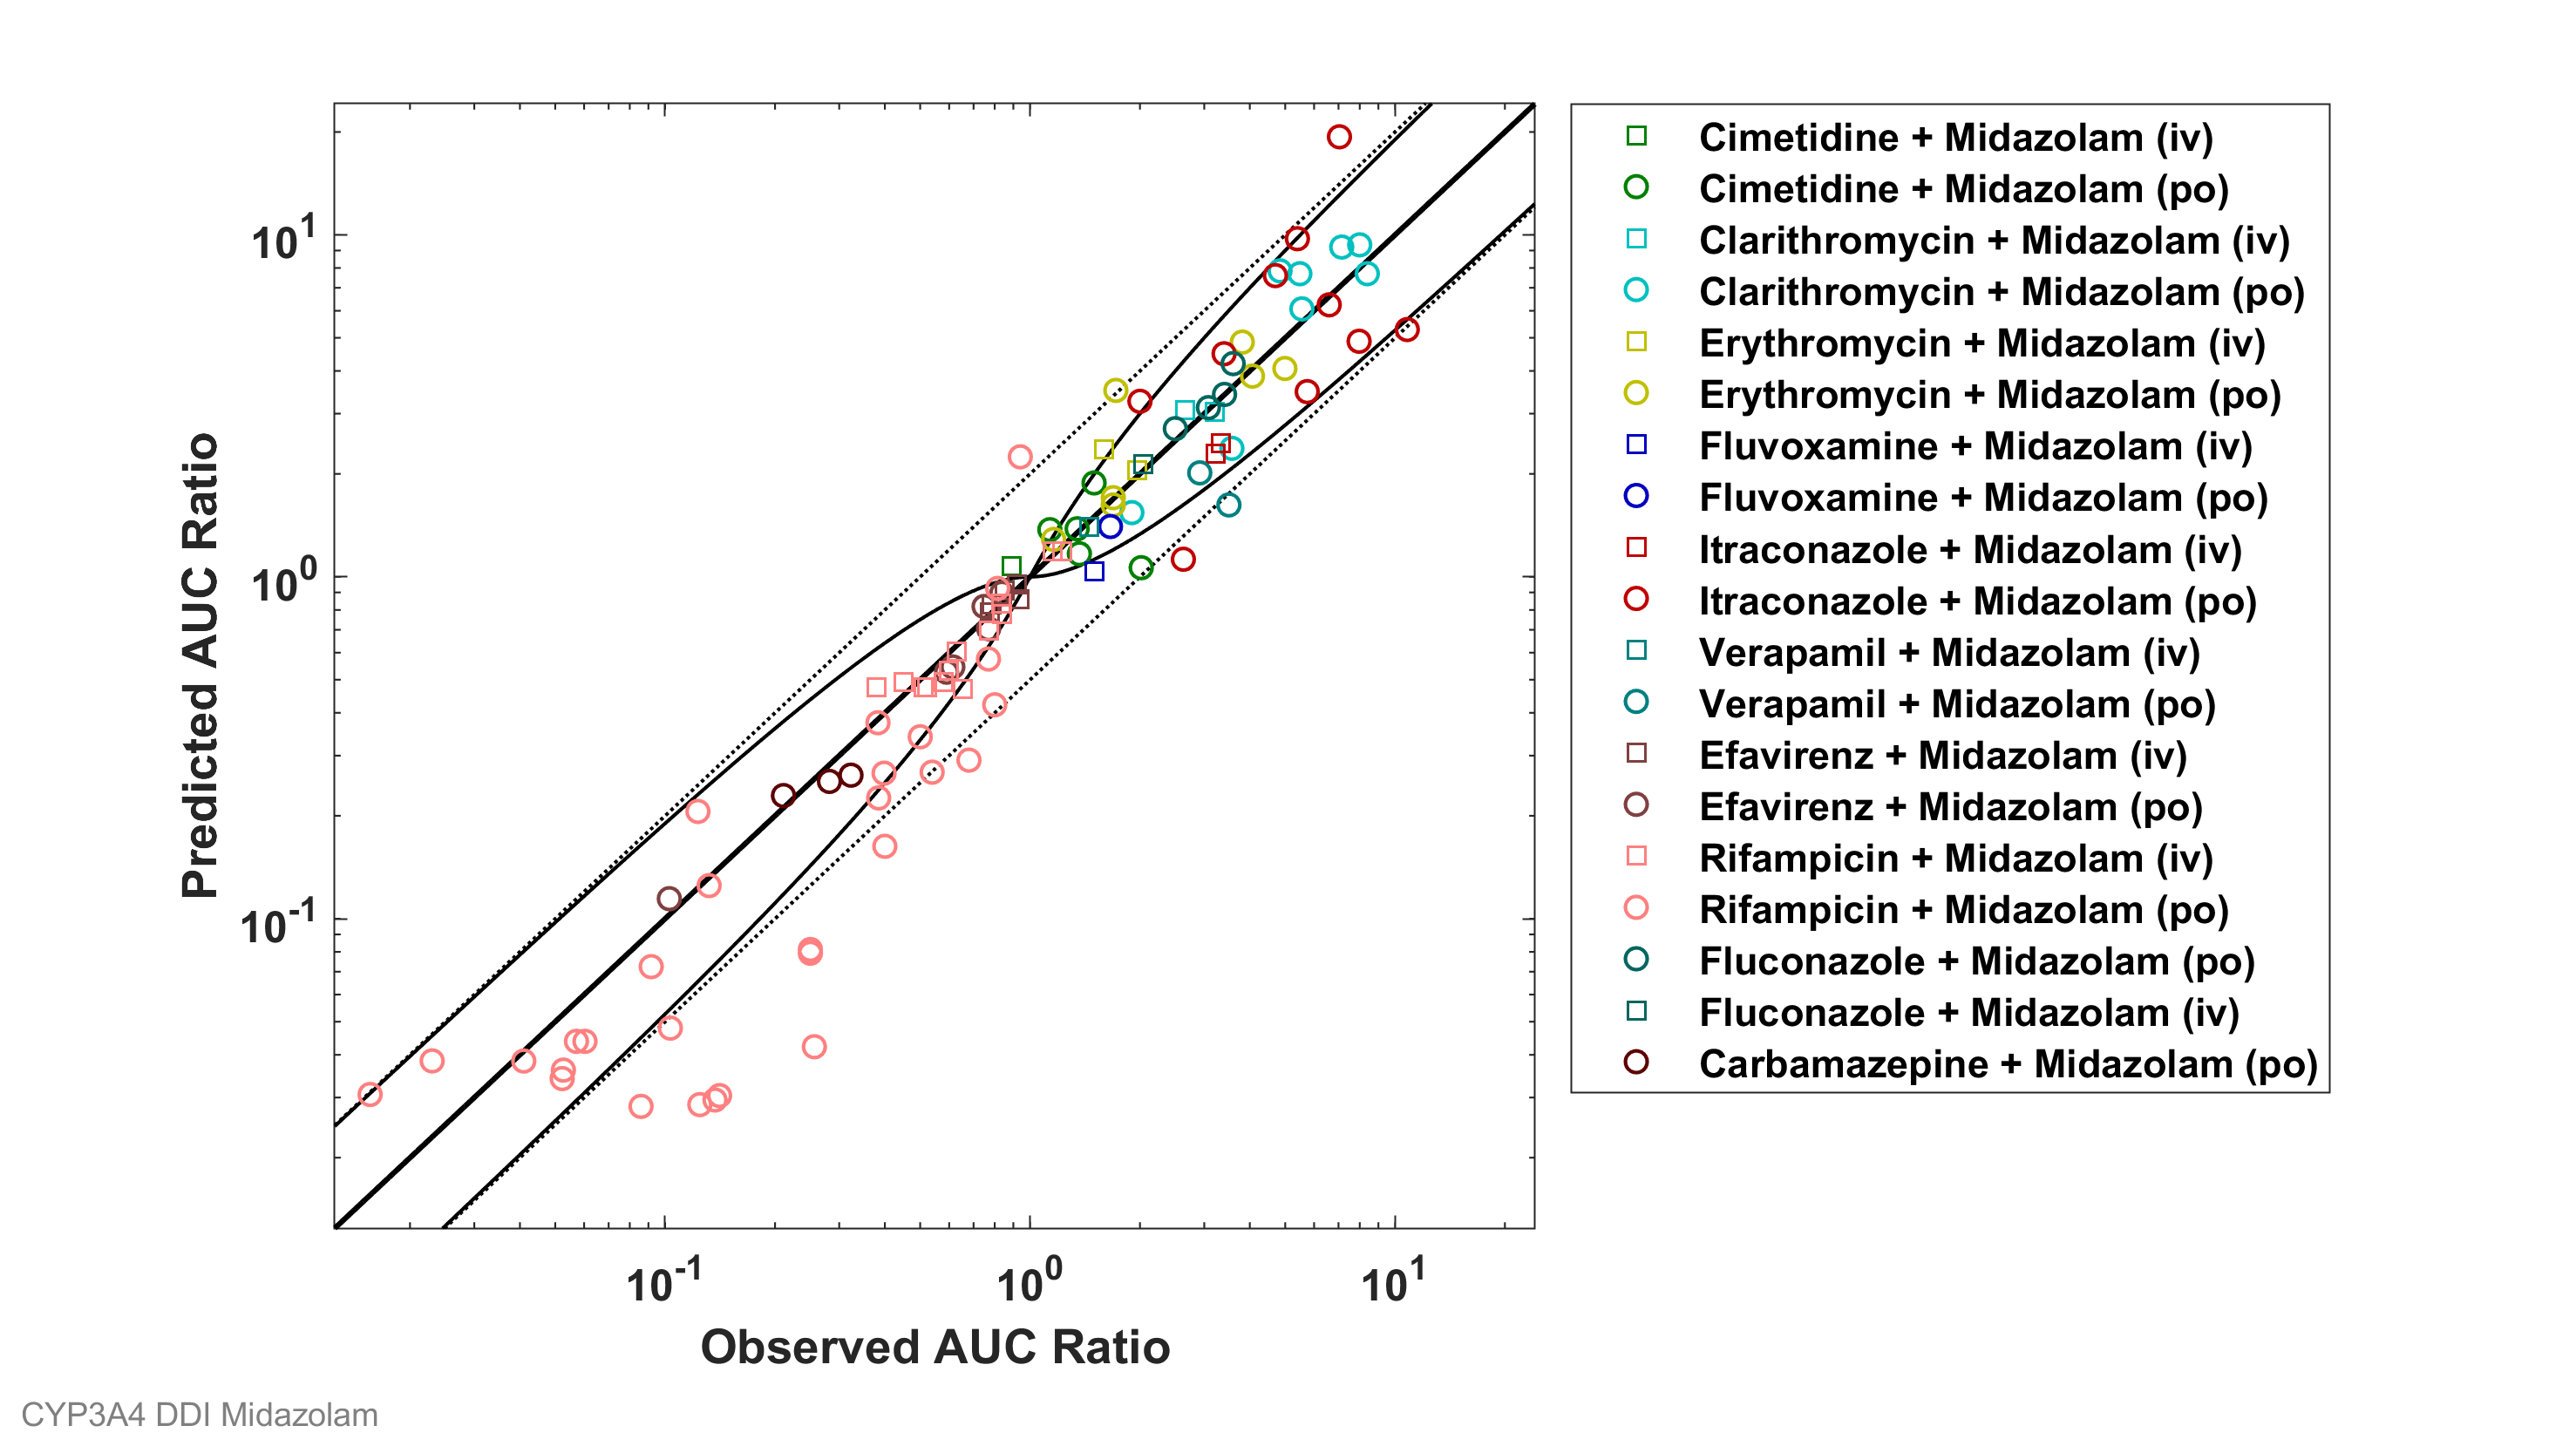 Predicted AUC Ratio
10^1
10^0
10^-1
10^-1
10^0
10^1
Observed AUC Ratio
Cimetidine + Midazolam (iv)
Cimetidine + Midazolam (po)
Clarithromycin + Midazolam (iv)
Clarithromycin + Midazolam (po)
Erythromycin + Midazolam (iv)
Erythromycin + Midazolam (po)
Fluvoxamine + Midazolam (iv)
Fluvoxamine + Midazolam (po)
Itraconazole + Midazolam (iv)
Itraconazole + Midazolam (po)
Verapamil + Midazolam (iv)
Verapamil + Midazolam (po)
Efavirenz + Midazolam (iv)
Efavirenz + Midazolam (po)
Rifampicin + Midazolam (iv)
Rifampicin + Midazolam (po)
Fluconazole + Midazolam (po)
Fluconazole + Midazolam (iv)
Carbamazepine + Midazolam (po)
CYP3A4 DDI Midazolam